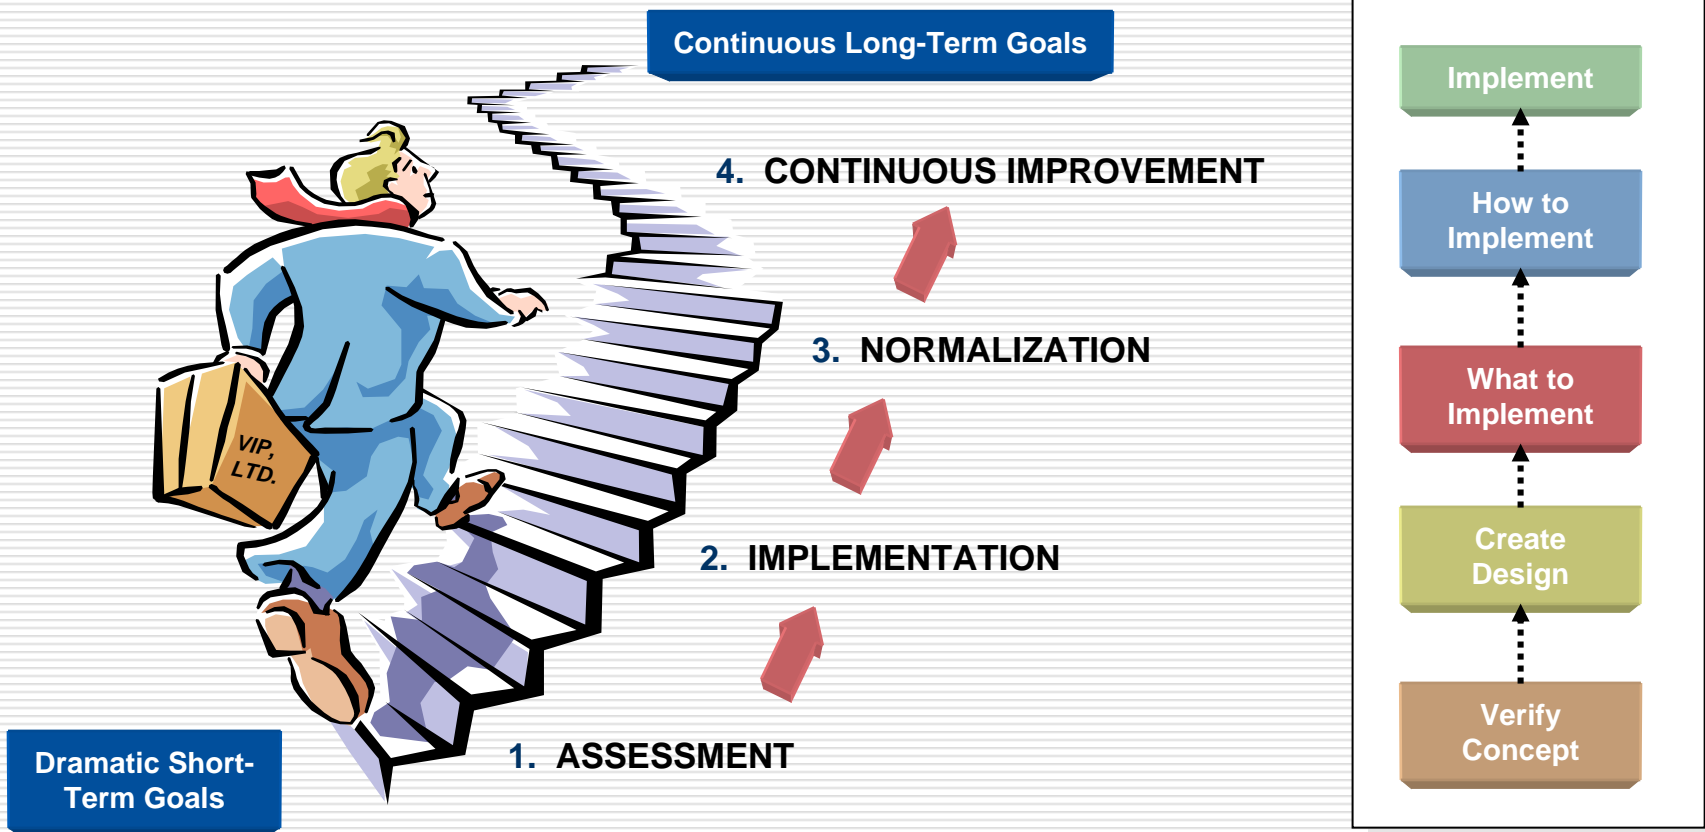 Continuous Long-Term Goals
4. CONTINUOUS IMPROVEMENT
3. NORMALIZATION
VIP,
LTD.
2. IMPLEMENTATION
1. ASSESSMENT
Dramatic Short-
Term Goals
Implement
How to
Implement
What to
Implement
Create
Design
Verify
Concept